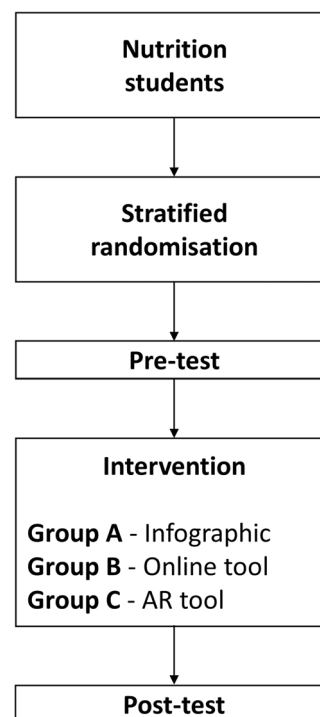 Nutrition
students
Stratified
randomisation
Pre-test
Intervention
Group A - Infographic
Group B - Online tool
Group C - AR tool
Post-test